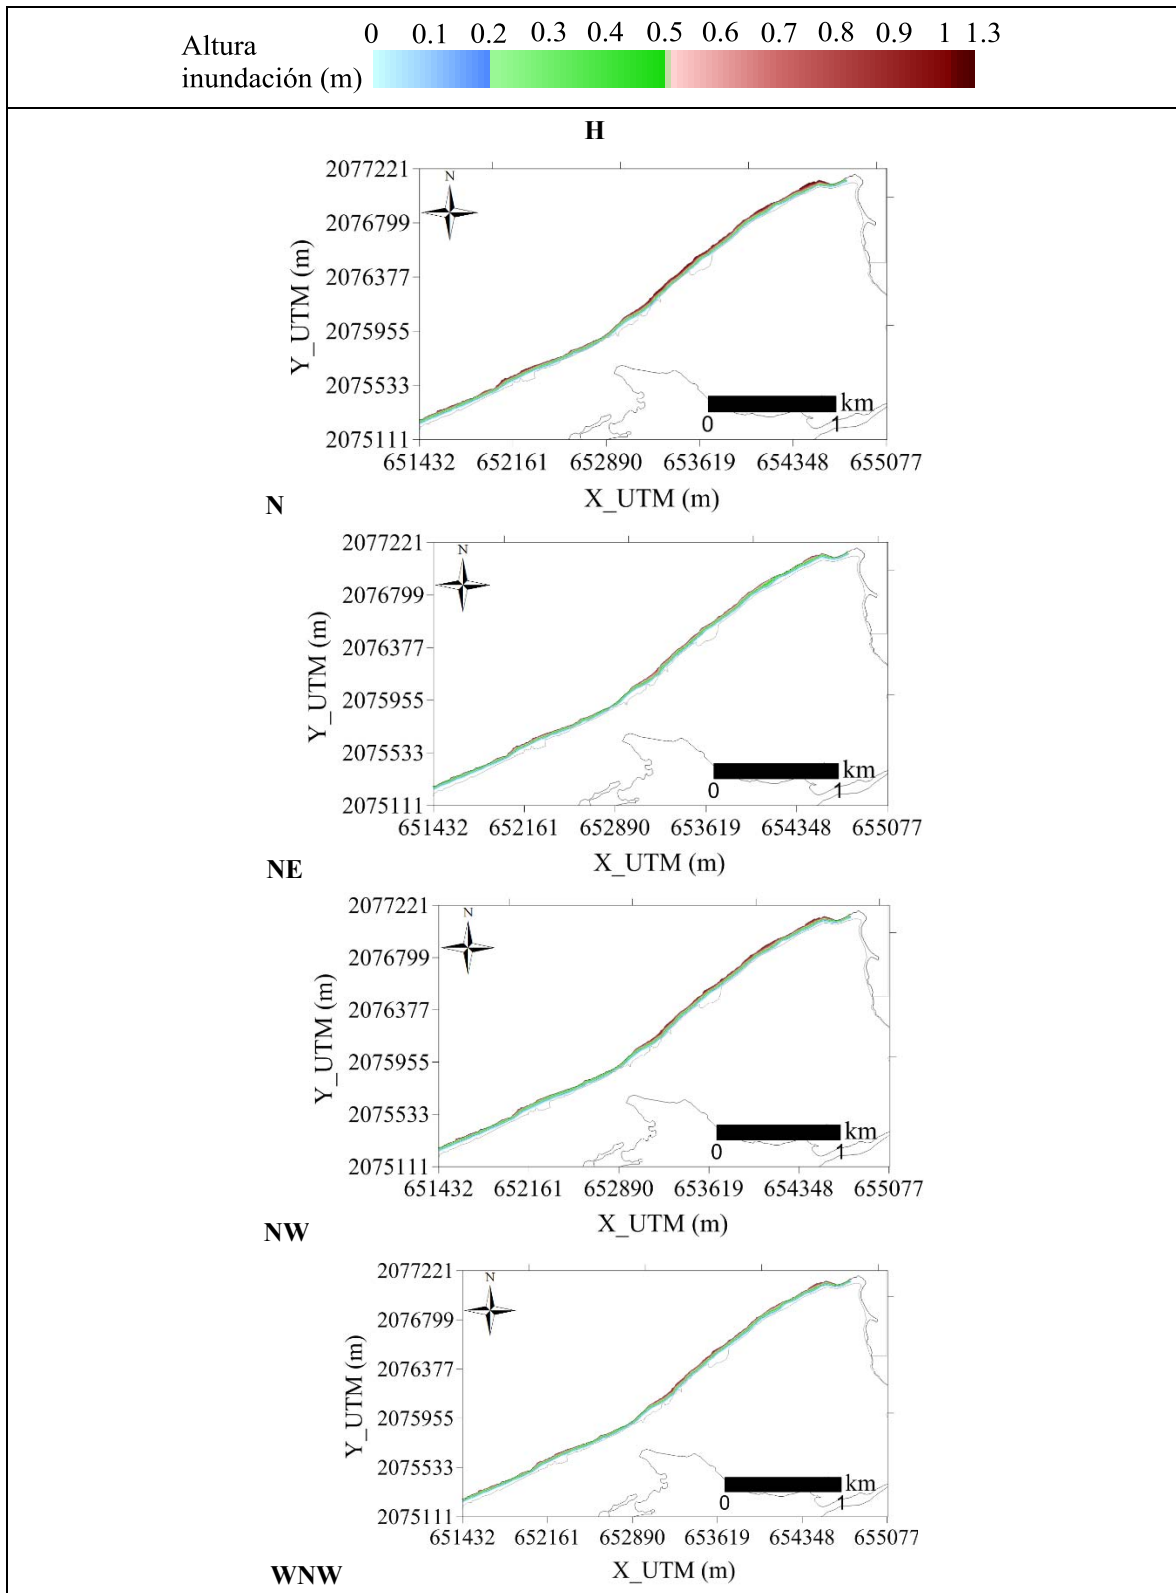 0 0.1 0.2 0.3 0.4 0.5 0.6 0.7 0.8 0.9 1 1.3
Altura
inundación (m)
H
2077221
N
2076799
2076377
2075955
2075533
2075111
Y_UTM (m)
km
0 1
651432 652161 652890 653619 654348 655077
X_UTM (m)
N
2077221
N
2076799
2076377
2075955
2075533
2075111
Y_UTM (m)
km
0 1
651432 652161 652890 653619 654348 655077
X_UTM (m)
NE
2077221
N
2076799
2076377
2075955
2075533
2075111
Y_UTM (m)
km
0 1
651432 652161 652890 653619 654348 655077
X_UTM (m)
NW
2077221
N
2076799
2076377
2075955
2075533
2075111
Y_UTM (m)
km
0 1
651432 652161 652890 653619 654348 655077
X_UTM (m)
WNW